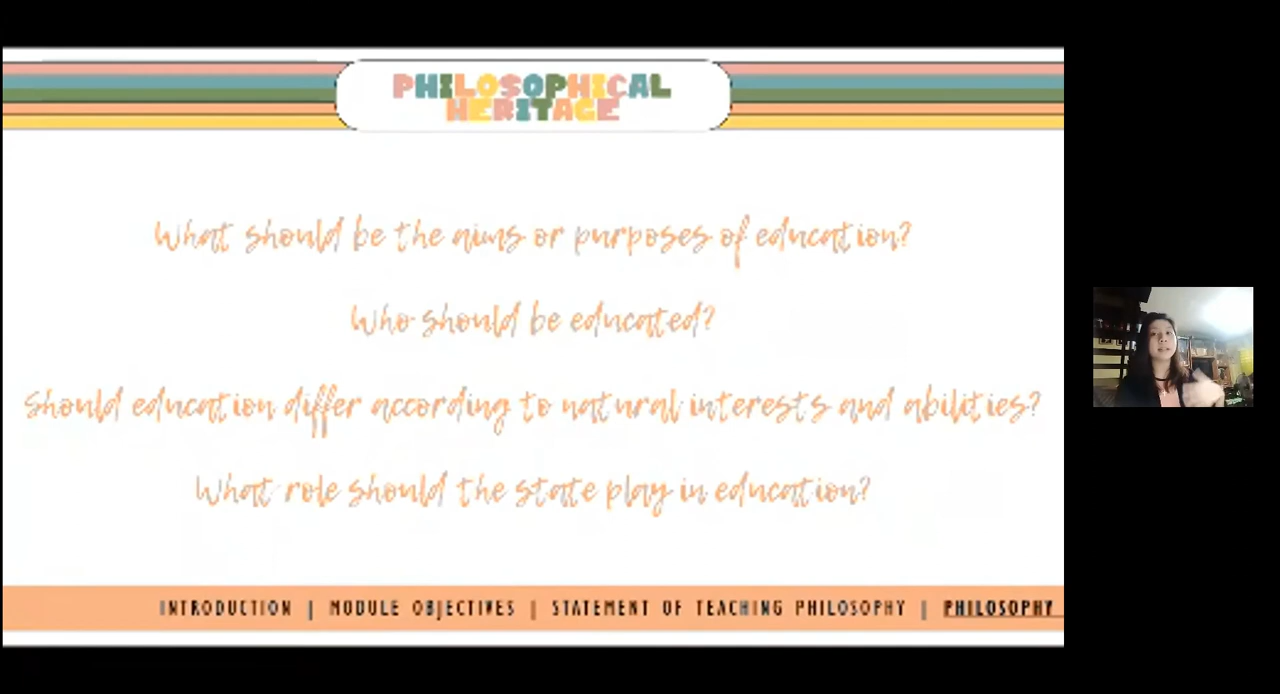 PHILOSOPHICAL
HERITAGE
What should be the aims or purposes of education?
Who should be educated?
Should education differ according to natural interests and abilities?
What role should the state play in education?
INTRODUCTION | MODULE OBJECTIVES | STATEMENT OF TEACHING PHILOSOPHY | PHILOSOPHY